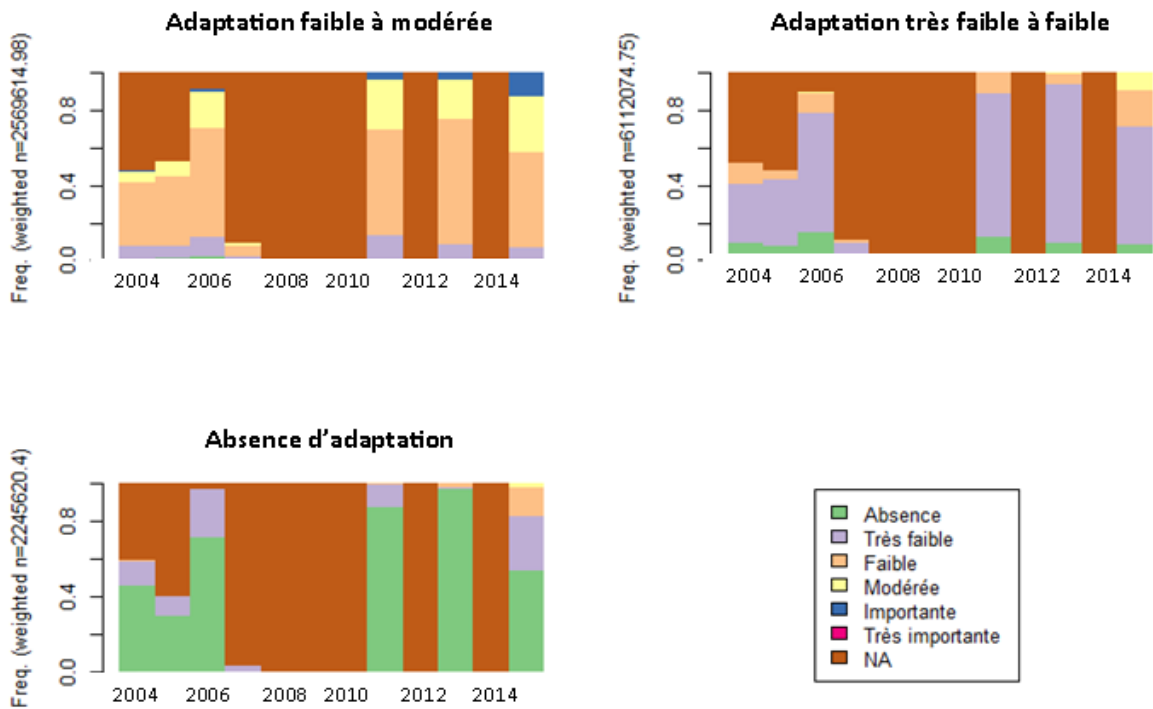 Adaptation faible à modérée
Freq. (weighted n=2569614.98)
0.8
0.4
0.0
2004 2006 2008 2010 2012 2014
Adaptation très faible à faible
Freq. (weighted n=6112074.75)
0.8
0.4
0.0
2004 2006 2008 2010 2012 2014
Absence d’adaptation
Freq. (weighted n=2245620.4)
0.8
0.4
0.0
2004 2006 2008 2010 2012 2014
Absence
Très faible
Faible
Modérée
Importante
Très importante
NA